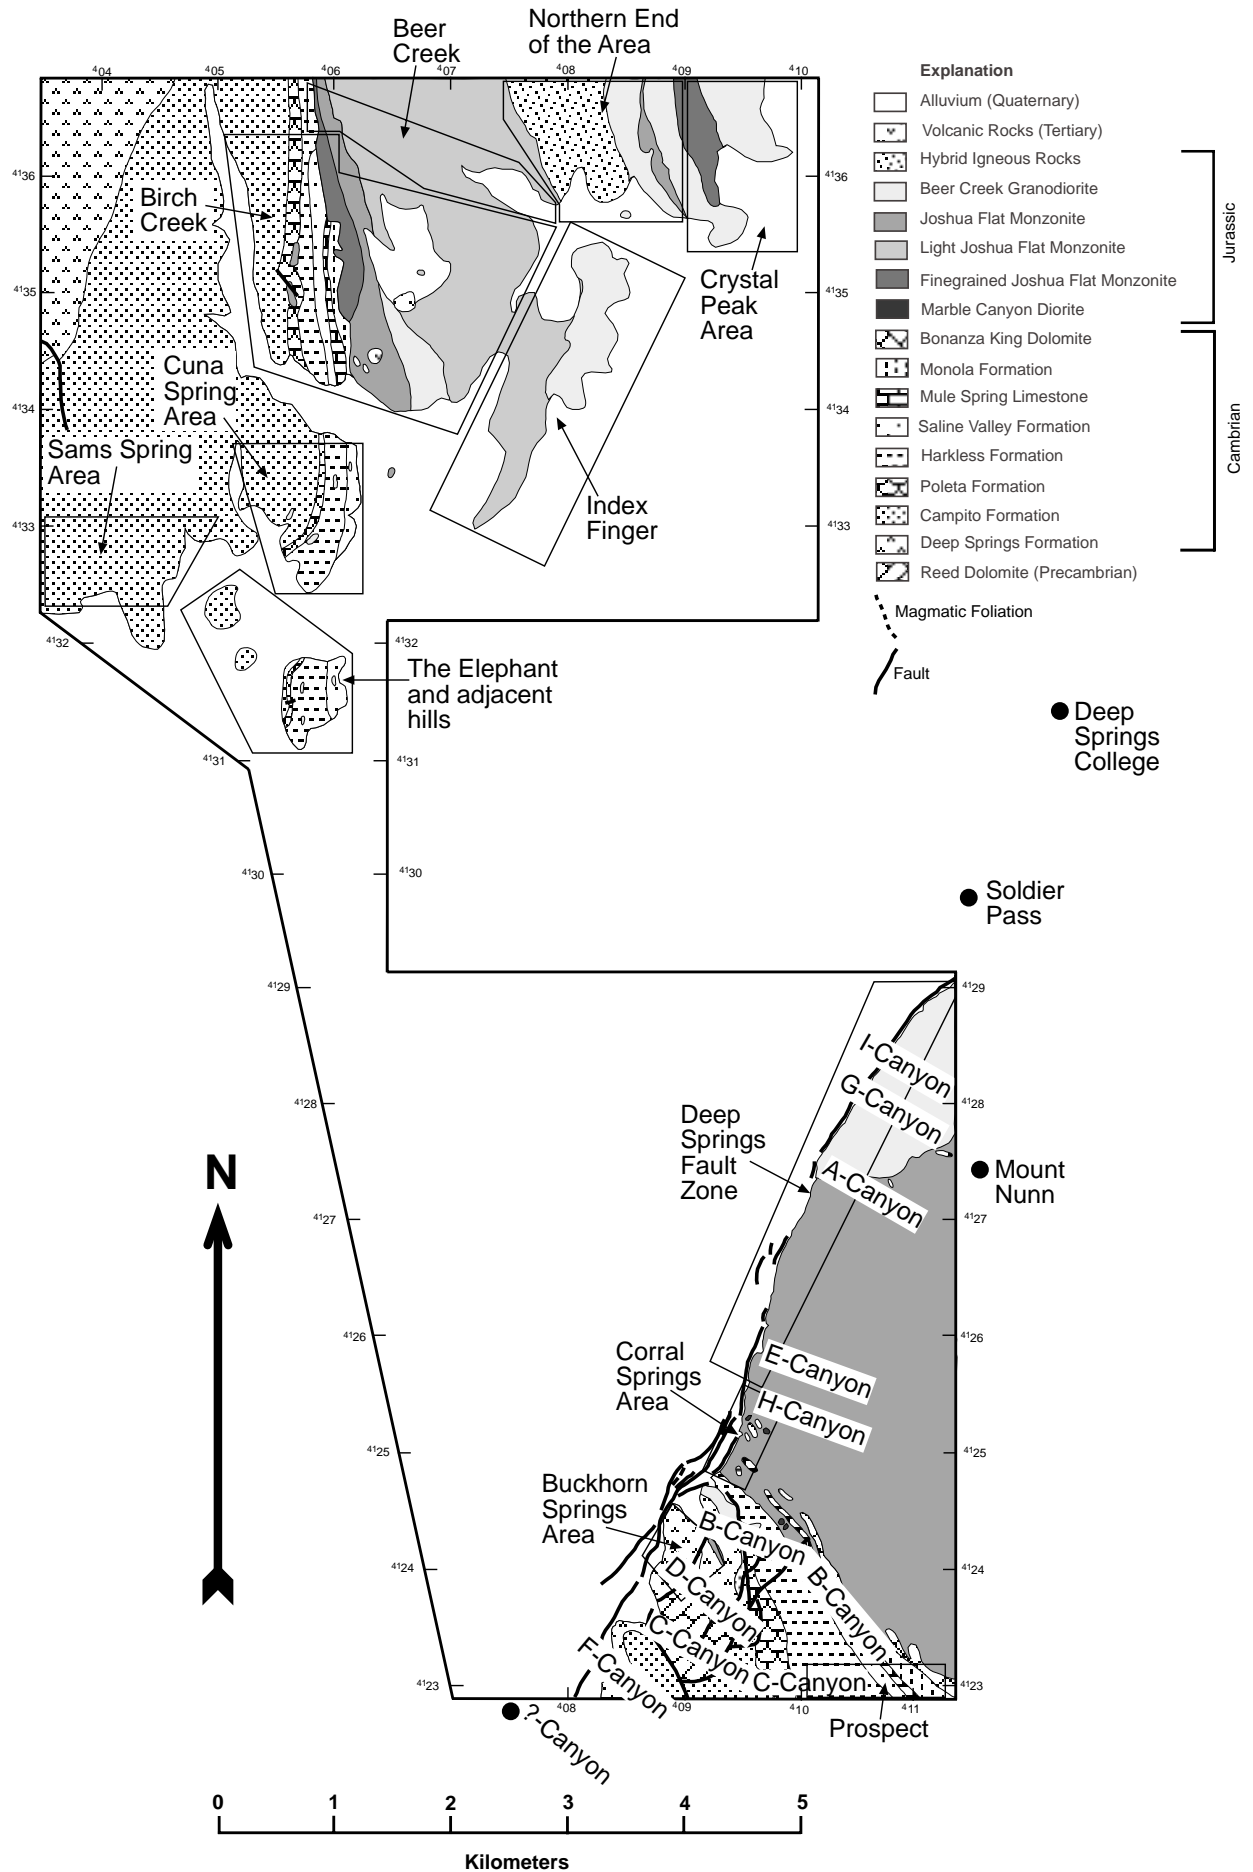 Beer
Creek
Northern End
of the Area
404
405
406
407
408
409
410
4136
4136
Birch
Creek
4135
4135
Crystal
Peak
Area
Cuna
Spring
Area
4134
4134
Sams Spring
Area
Index
Finger
4133
4133
4132
4132
The Elephant
and adjacent
hills
4131
4131
4130
4130
Explanation
Alluvium (Quaternary)
Volcanic Rocks (Tertiary)
Hybrid Igneous Rocks
Beer Creek Granodiorite
Joshua Flat Monzonite
Light Joshua Flat Monzonite
Finegrained Joshua Flat Monzonite
Marble Canyon Diorite
Jurassic
Bonanza King Dolomite
Monola Formation
Mule Spring Limestone
Saline Valley Formation
Harkless Formation
Poleta Formation
Campito Formation
Deep Springs Formation
Cambrian
Reed Dolomite (Precambrian)
Magmatic Foliation
Fault
Deep
Springs
College
Soldier
Pass
4129
4129
I-Canyon
G-Canyon
4128
4128
Deep
Springs
Fault
Zone
A-Canyon
Mount
Nunn
N
4127
4127
4126
4126
Corral
Springs
Area
E-Canyon
H-Canyon
4125
4125
Buckhorn
Springs
Area
B-Canyon
4124
4124
D-Canyon
B-Canyon
C-Canyon
F-Canyon
C-Canyon
4123
4123
408
409
410
411
Prospect
?-Canyon
0
1
2
3
4
5
Kilometers